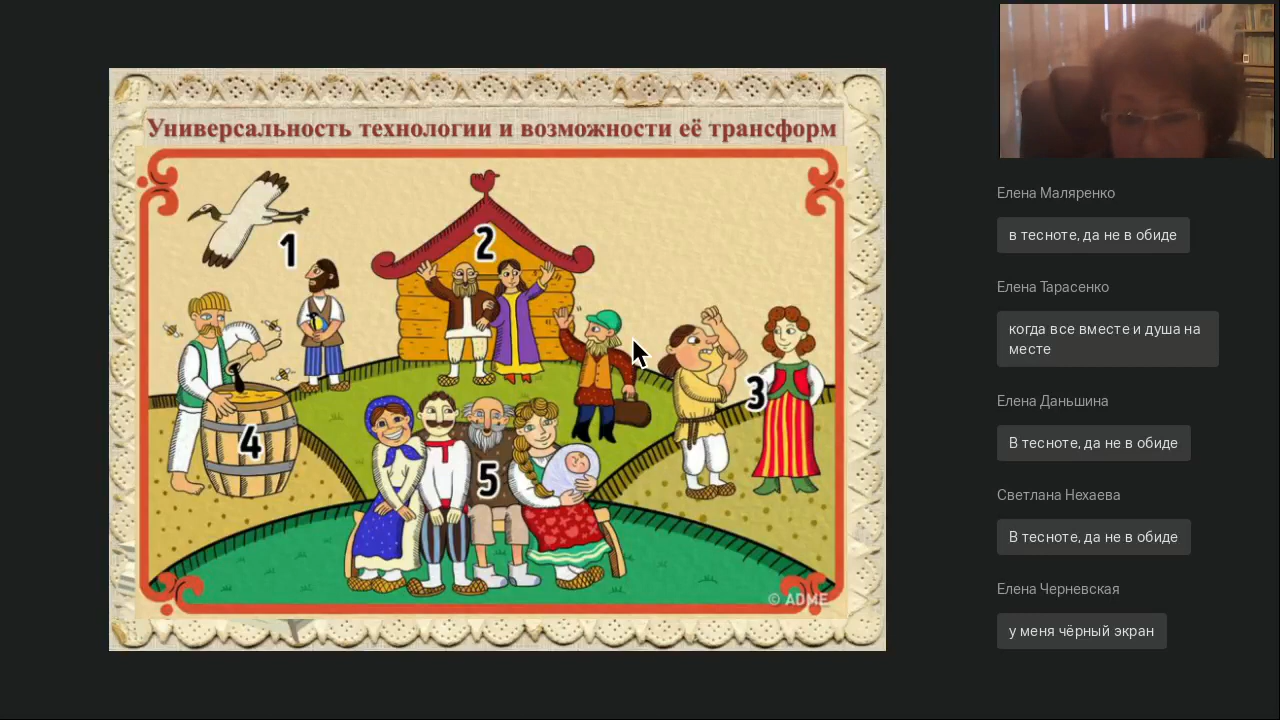 Универсальность технологии и возможности её трансформ
1
2
3
4
5
© ADME
Елена Маляренко
в тесноте, да не в обиде
Елена Тарасенко
когда все вместе и душа на
месте
Елена Даньшина
В тесноте, да не в обиде
Светлана Нехаева
В тесноте, да не в обиде
Елена Черневская
у меня чёрный экран